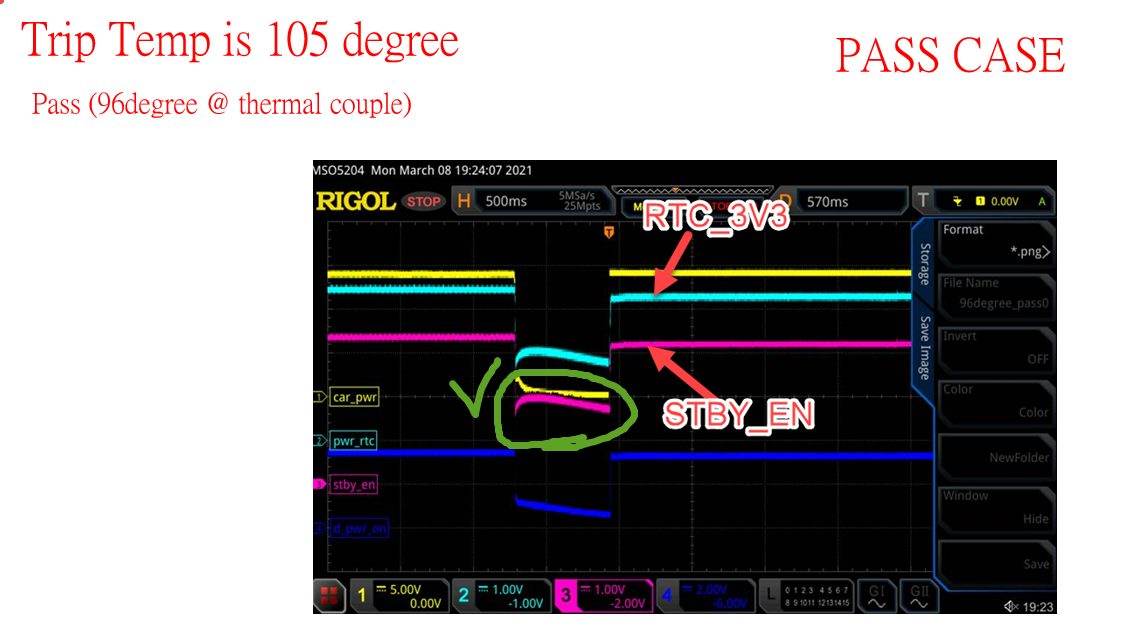 Trip Temp is 105 degree
PASS CASE
Pass (96degree @ thermal couple)
MSO5204 Mon March 08 19:24:07 2021
RIGOL STOP H 500ms 5MSa/s 25Mpts D 570ms T 1 0.00V A
RTC_3V3
Format
*.png
File Name
96degree_pass0
Invert
OFF
Color
Color
NewFolder
Window
Hide
Save
Storage
Save Image
1 car_pwr
2 pwr_rtc
3 stby_en
d_pwr_on
STBY_EN
1 5.00V 0.00V
2 1.00V -1.00V
3 1.00V -2.00V
4 2.00V -6.00V
L 0 1 2 3 4 5 6 7
8 9 10 11 12 13 14 15
GI
GII
19:23